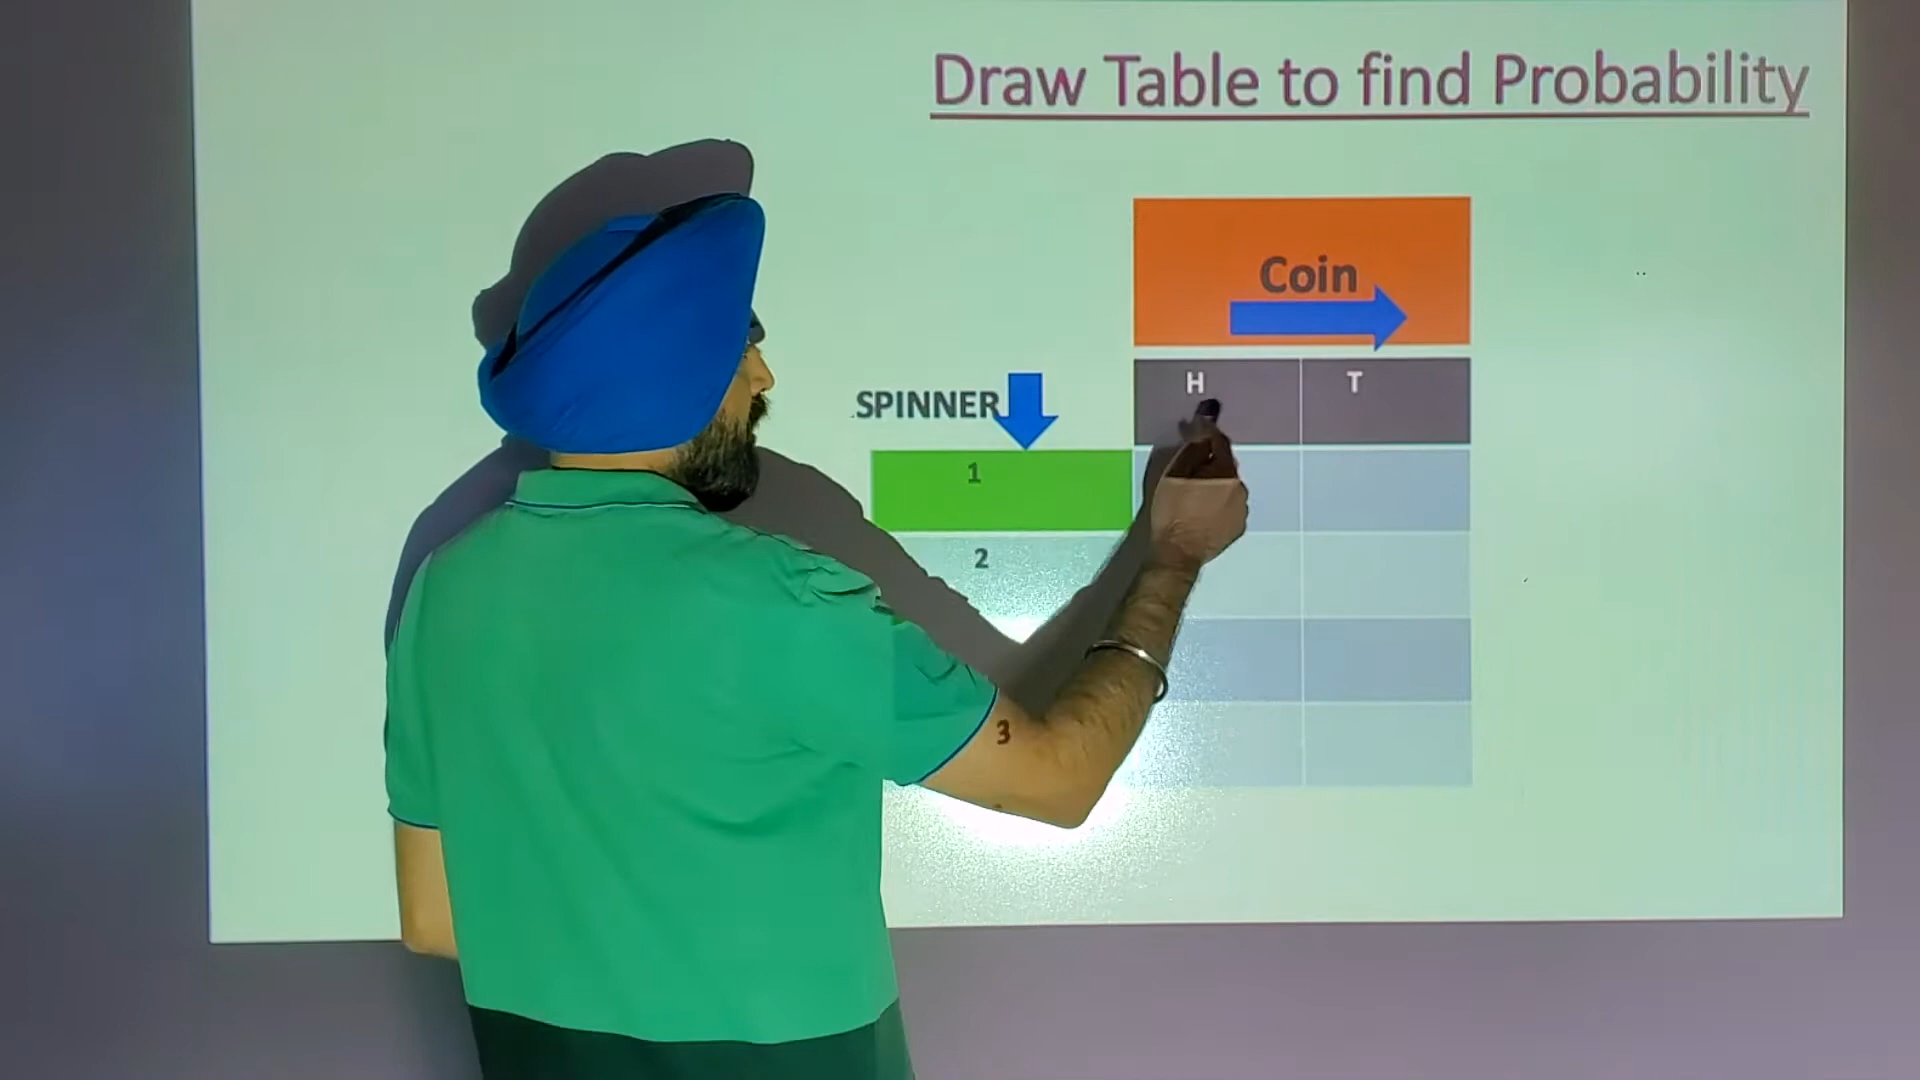 Draw Table to find Probability
Coin
H T
.SPINNER
1
2
3